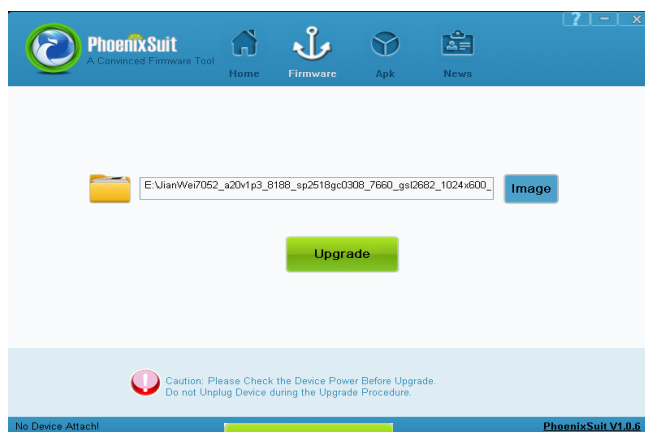 ? - x
PhoenixSuit
A Convinced Firmware Tool
Home Firmware Apk News
E:\JianWei7052_a20v1p3_8188_sp2518gc0308_7660_gsl2682_1024x600_
Image
Upgrade
Caution: Please Check the Device Power Before Upgrade.
Do not Unplug Device during the Upgrade Procedure.
No Device Attach!
PhoenixSuit V1.0.6